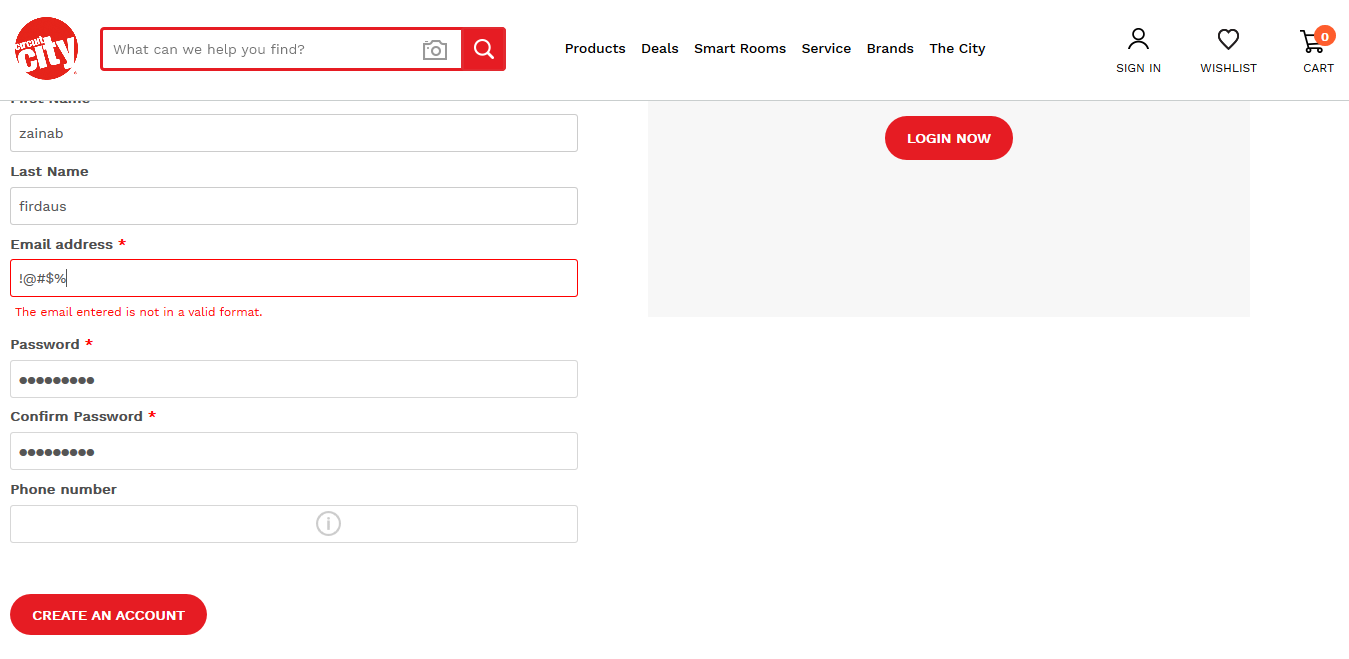 circuit
city
What can we help you find?
Products Deals Smart Rooms Service Brands The City
SIGN IN
WISHLIST
0
CART
First Name
zainab
Last Name
firdaus
Email address *
!@#$%
The email entered is not in a valid format.
Password *
●●●●●●●●●
Confirm Password *
●●●●●●●●●
Phone number
i
CREATE AN ACCOUNT
LOGIN NOW